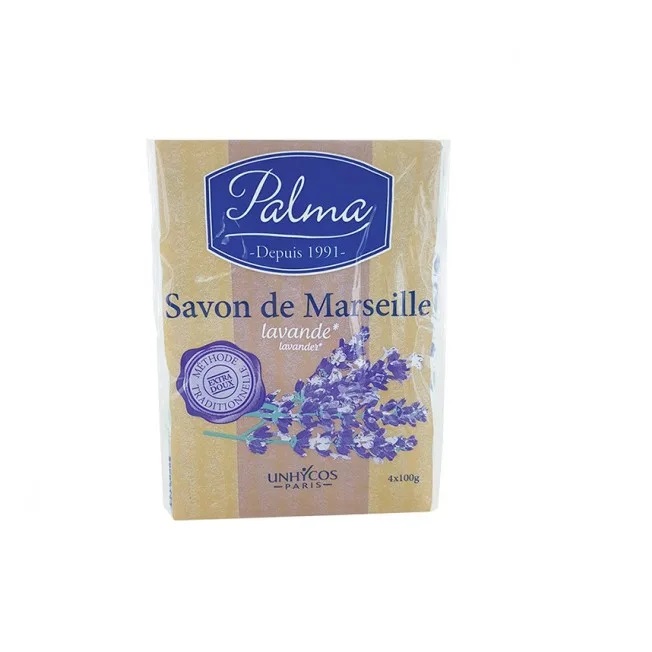 Palma
-Depuis 1991-
Savon de Marseille
lavande*
lavander*
MÉTHODE
EXTRA
DOUX
TRADITIONNELLE
UNHYCOS
PARIS
4x100g